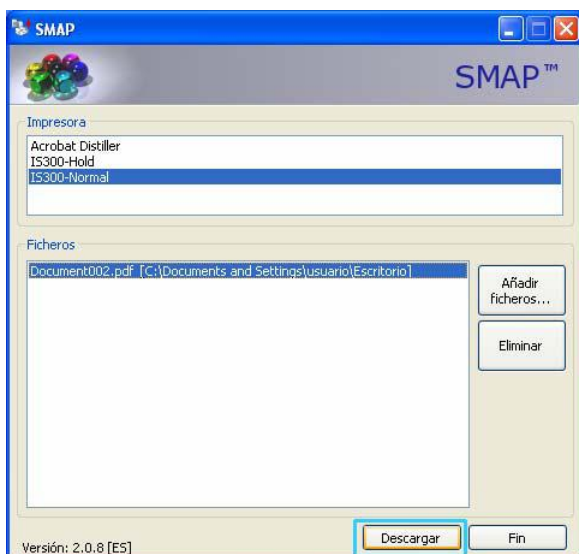 SMAP
SMAP™
Impresora
Acrobat Distiller
IS300-Hold
IS300-Normal
Ficheros
Document002.pdf [C:\Documents and Settings\usuario\Escritorio]
Añadir
ficheros...
Eliminar
Descargar
Fin
Versión: 2.0.8 [ES]